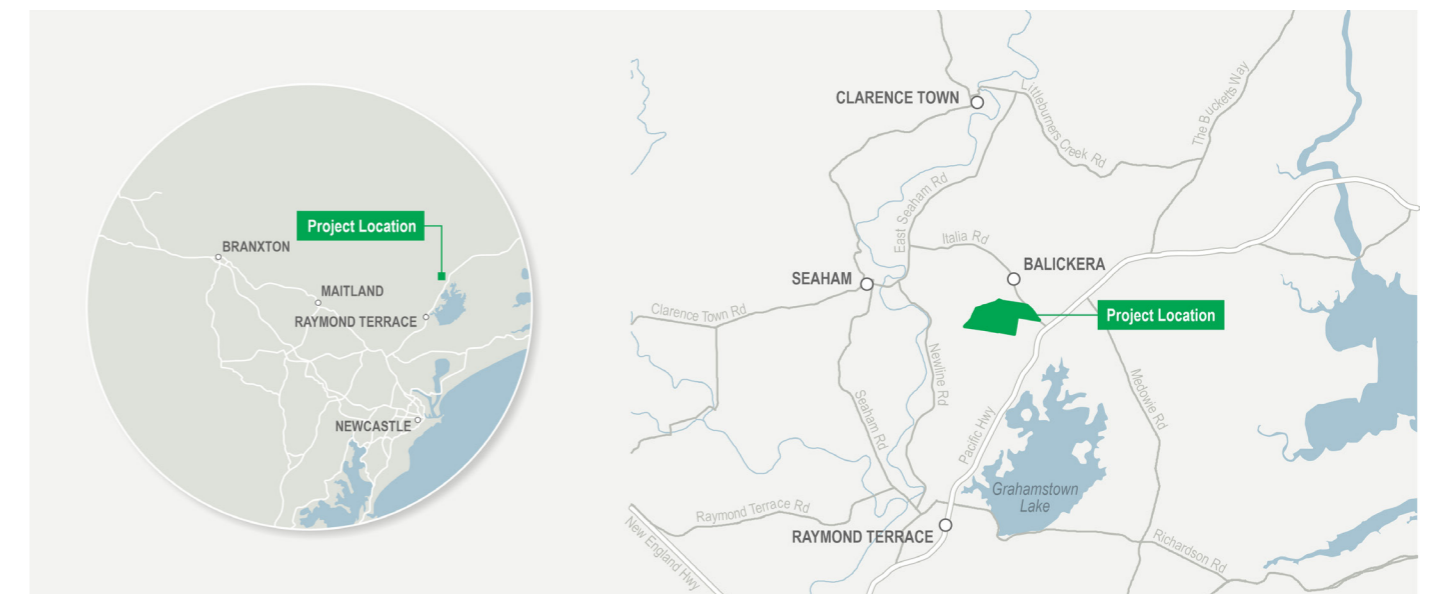 Project Location
BRANXTON
MAITLAND
RAYMOND TERRACE
NEWCASTLE
CLARENCE TOWN
Littleburners Creek Rd
The Bucketts Way
East Seaham Rd
Italia Rd
BALICKERA
SEAHAM
Clarence Town Rd
Project Location
Newline Rd
Medowie Rd
Seaham Rd
Pacific Hwy
Grahamstown
Lake
Raymond Terrace Rd
New England Hwy
RAYMOND TERRACE
Richardson Rd